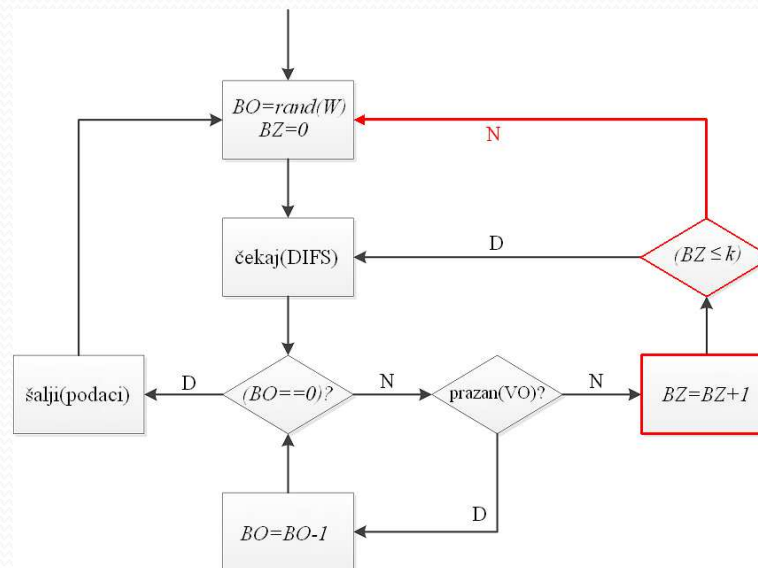 BO=rand(W)
BZ=0
N
čekaj(DIFS)
D
(BZ ≤ k)
šalji(podaci)
D
(BO==0)?
N
prazan(VO)?
N
BZ=BZ+1
D
BO=BO-1